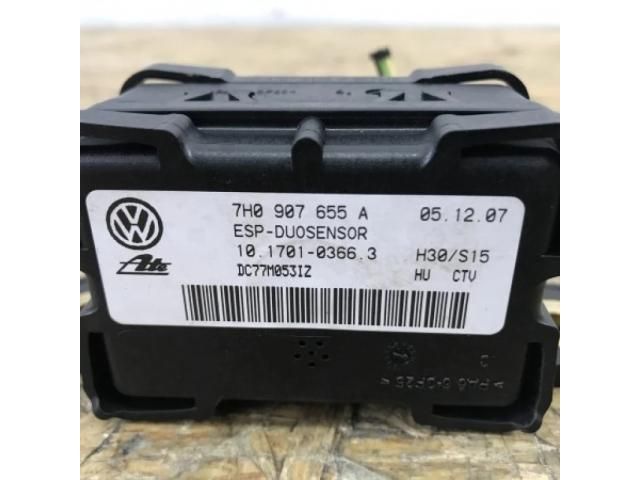 7H0 907 655 A 05.12.07
ESP-DUOSENSOR
10.1701-0366.3 H30/S15
DC77M053IZ HU CTV
Ate